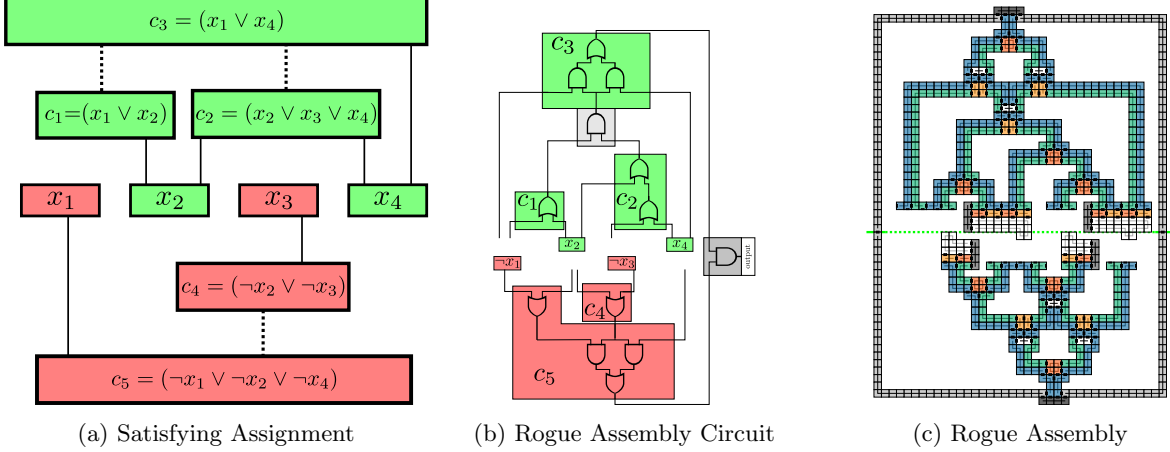 c₃ = (x₁ ∨ x₄)
c₁=(x₁ ∨ x₂)
c₂ = (x₂ ∨ x₃ ∨ x₄)
x₁
x₂
x₃
x₄
c₄ = (¬x₂ ∨ ¬x₃)
c₅ = (¬x₁ ∨ ¬x₂ ∨ ¬x₄)
(a) Satisfying Assignment
c₃
c₁
c₂
x₂
x₄
¬x₁
¬x₃
output
c₄
c₅
(b) Rogue Assembly Circuit
(c) Rogue Assembly